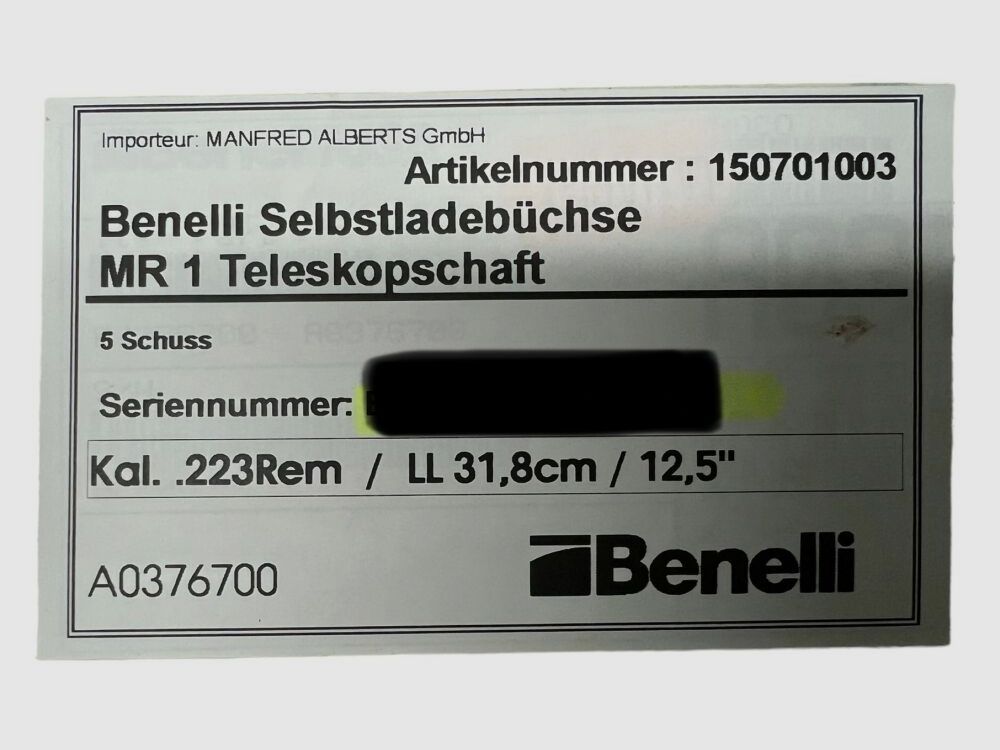 Importeur: MANFRED ALBERTS GmbH
Artikelnummer : 150701003
Benelli Selbstladebüchse
MR 1 Teleskopschaft
5 Schuss
Seriennummer:
Kal. .223Rem / LL 31,8cm / 12,5"
A0376700
Benelli